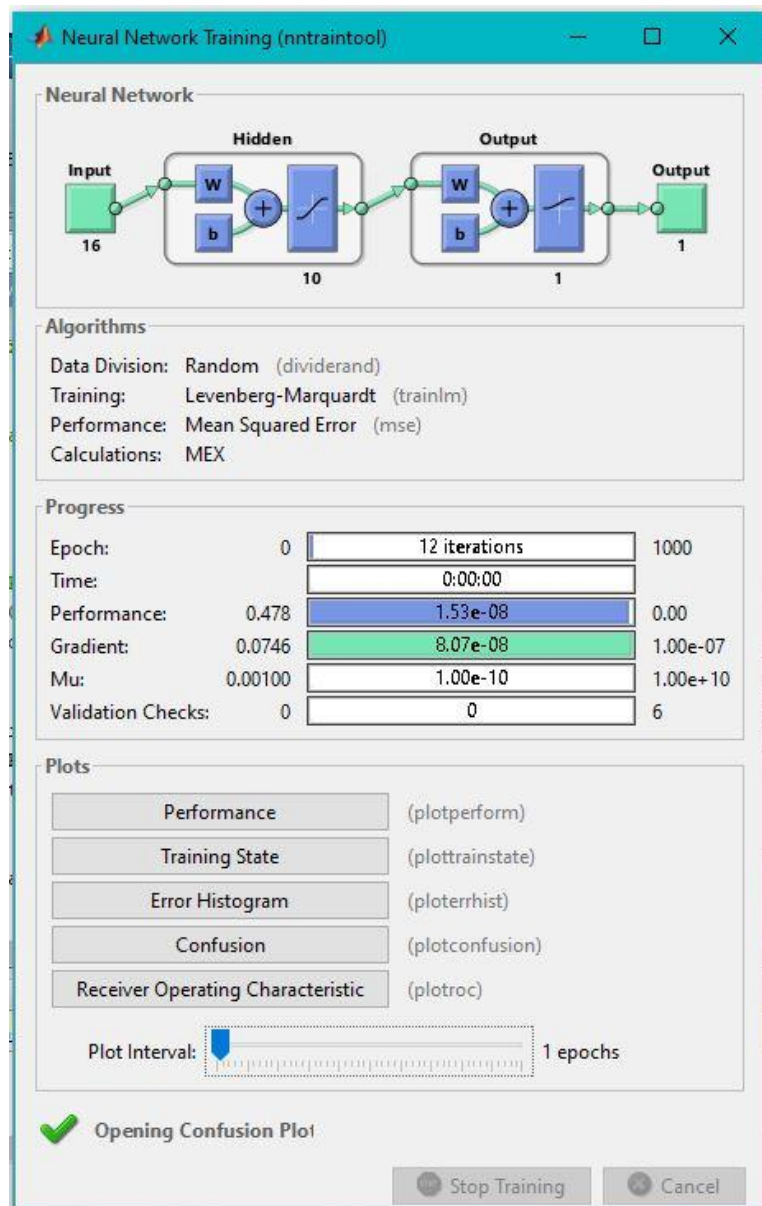 Neural Network Training (nntraintool)
Neural Network
Hidden
Output
Input
W
b
+
W
b
+
Output
16
10
1
1
Algorithms
Data Division: Random (dividerand)
Training: Levenberg-Marquardt (trainlm)
Performance: Mean Squared Error (mse)
Calculations: MEX
Progress
Epoch: 0 12 iterations 1000
Time: 0:00:00
Performance: 0.478 1.53e-08 0.00
Gradient: 0.0746 8.07e-08 1.00e-07
Mu: 0.00100 1.00e-10 1.00e+10
Validation Checks: 0 0 6
Plots
Performance (plotperform)
Training State (plottrainstate)
Error Histogram (ploterrhist)
Confusion (plotconfusion)
Receiver Operating Characteristic (plotroc)
Plot Interval: 1 epochs
Opening Confusion Plot
Stop Training Cancel